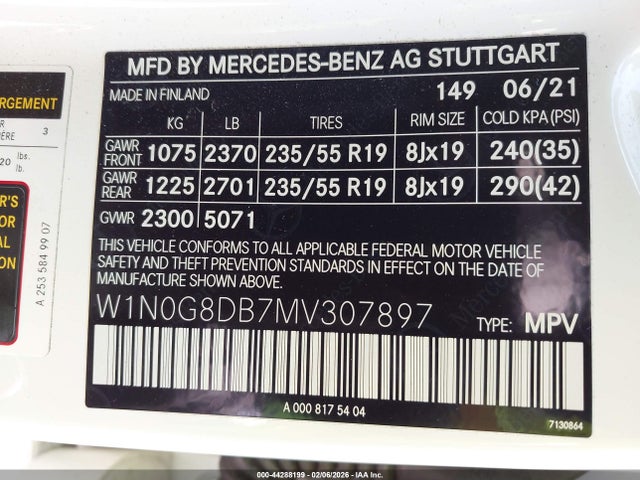 MFD BY MERCEDES-BENZ AG STUTTGART
MADE IN FINLAND 149 06/21
KG LB TIRES RIM SIZE COLD KPA (PSI)
GAWR FRONT 1075 2370 235/55 R19 8Jx19 240(35)
GAWR REAR 1225 2701 235/55 R19 8Jx19 290(42)
GVWR 2300 5071
THIS VEHICLE CONFORMS TO ALL APPLICABLE FEDERAL MOTOR VEHICLE
SAFETY AND THEFT PREVENTION STANDARDS IN EFFECT ON THE DATE OF
MANUFACTURE SHOWN ABOVE.
W1N0G8DB7MV307897
TYPE: MPV
A 000 817 54 04
7130864
3
20 lbs.
lb.
A 253 584 99 07
000-44288199 - 02/06/2026 - IAA Inc.